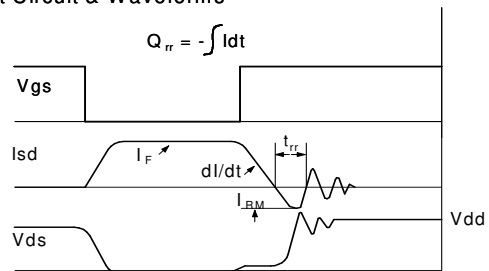 t Circuit & Waveforms
Q rr = -∫Idt
Vgs
Isd
I F
dI/dt
t rr
I RM
Vdd
Vds